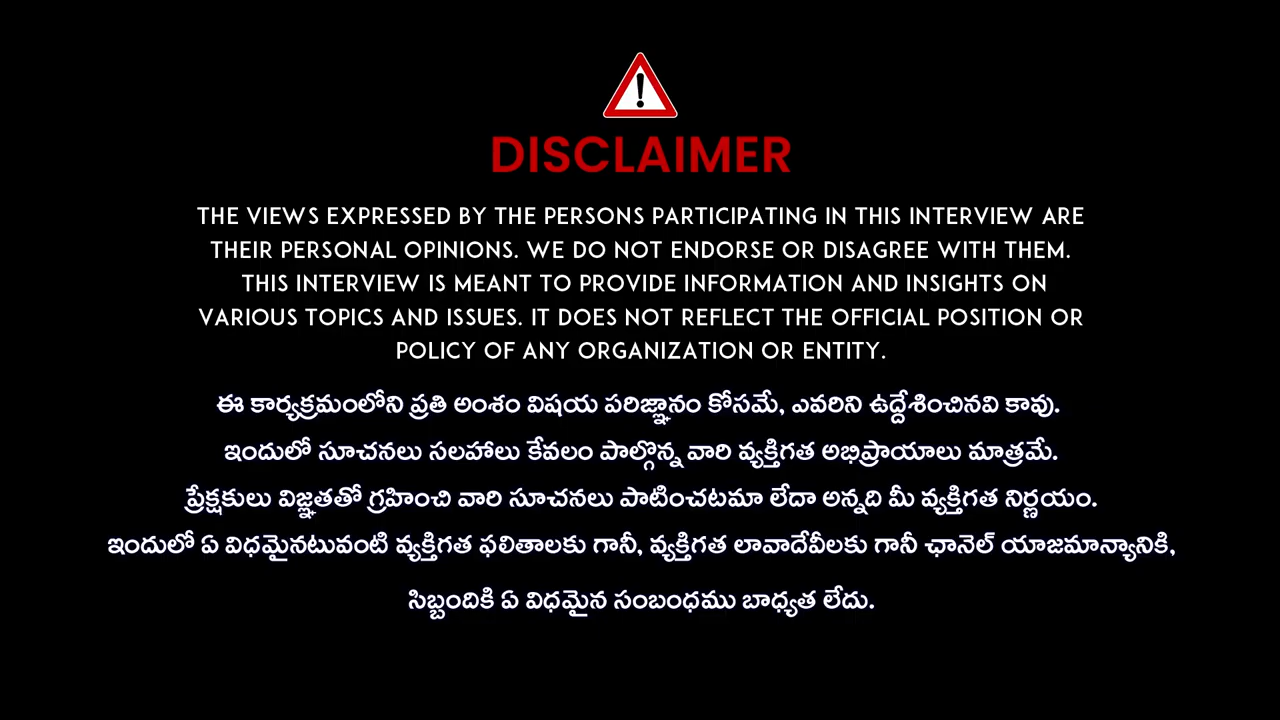 DISCLAIMER
THE VIEWS EXPRESSED BY THE PERSONS PARTICIPATING IN THIS INTERVIEW ARE
THEIR PERSONAL OPINIONS. WE DO NOT ENDORSE OR DISAGREE WITH THEM.
THIS INTERVIEW IS MEANT TO PROVIDE INFORMATION AND INSIGHTS ON
VARIOUS TOPICS AND ISSUES. IT DOES NOT REFLECT THE OFFICIAL POSITION OR
POLICY OF ANY ORGANIZATION OR ENTITY.
ఈ కార్యక్రమంలోని ప్రతి అంశం విషయ పరిజ్ఞానం కోసమే, ఎవరిని ఉద్దేశించినవి కావు.
ఇందులో సూచనలు సలహాలు కేవలం పాల్గొన్న వారి వ్యక్తిగత అభిప్రాయాలు మాత్రమే.
ప్రేక్షకులు విజ్ఞతతో గ్రహించి వారి సూచనలు పాటించటమా లేదా అన్నది మీ వ్యక్తిగత నిర్ణయం.
ఇందులో ఏ విధమైనటువంటి వ్యక్తిగత ఫలితాలకు గానీ, వ్యక్తిగత లావాదేవీలకు గానీ ఛానెల్ యాజమాన్యానికి,
సిబ్బందికి ఏ విధమైన సంబంధము బాధ్యత లేదు.